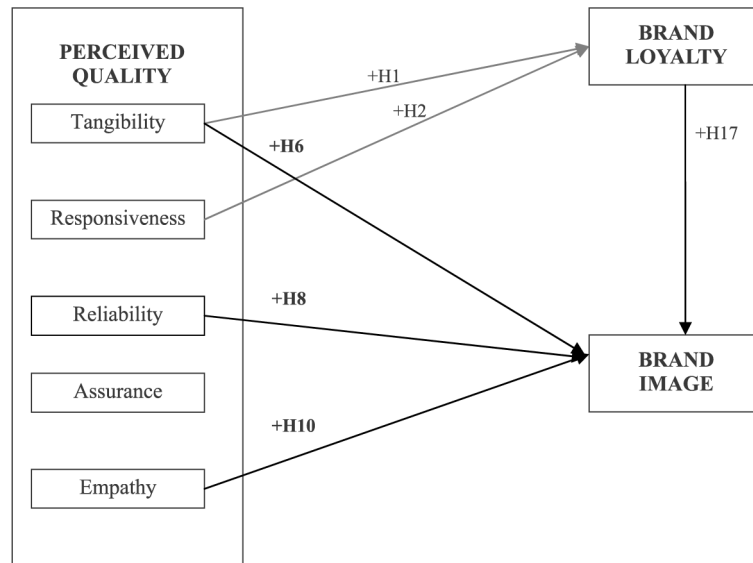 PERCEIVED
QUALITY
Tangibility
Responsiveness
Reliability
Assurance
Empathy
+H1
+H2
+H6
+H8
+H10
BRAND
LOYALTY
+H17
BRAND
IMAGE